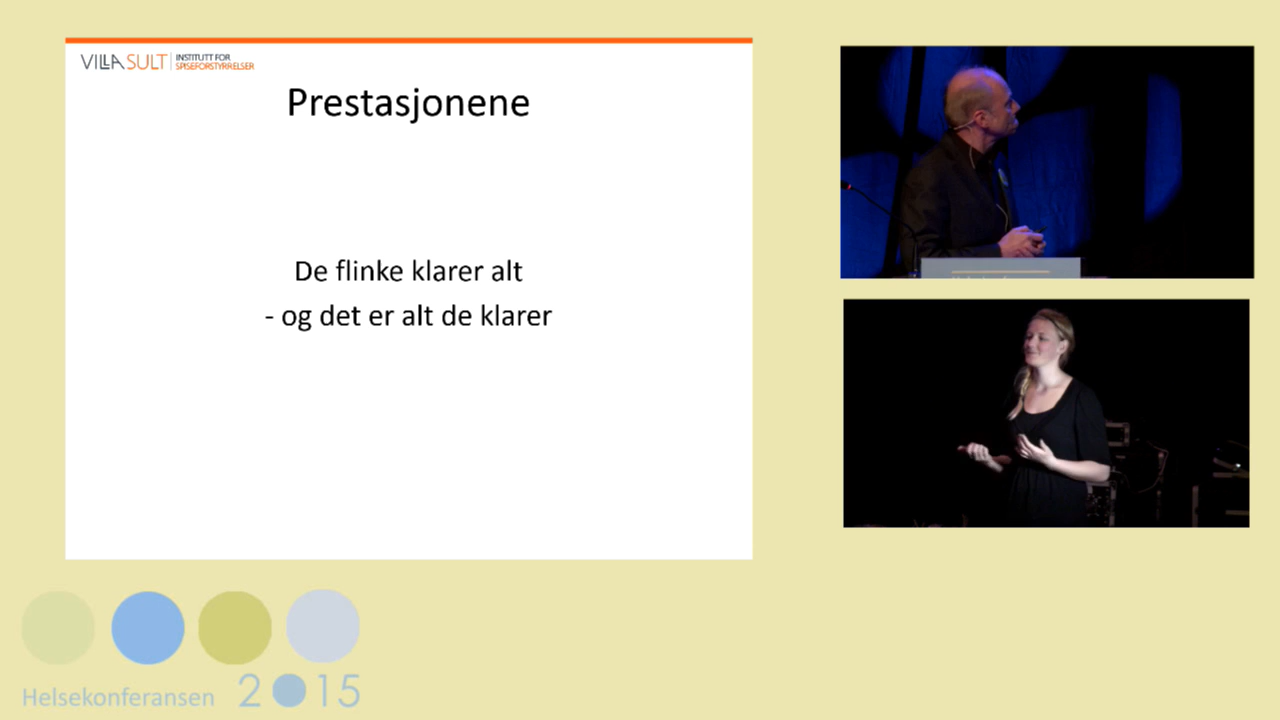 VILLA SULT INSTITUTT FOR
SPISEFORSTYRRELSER
Prestasjonene
De flinke klarer alt
- og det er alt de klarer
Helsekonferansen 2015